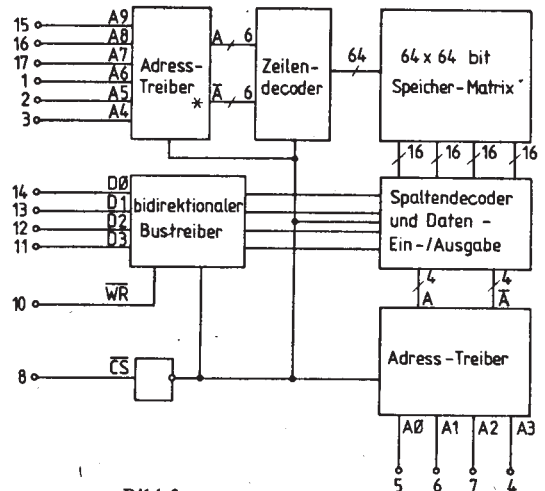 15 A9
16 A8
17 A7
1 A6
2 A5
3 A4
Adress-
Treiber
*
A 6
Ā 6
Zeilen-
decoder
64
64 x 64 bit
Speicher-Matrix
16 16 16 16
14 DØ
13 D1
12 D2
11 D3
bidirektionaler
Bustreiber
Spaltendecoder
und Daten -
Ein-/Ausgabe
10 W̅R̅
4 4
A Ā
8 C̅S̅
Adress-Treiber
AØ A1 A2 A3
5 6 7 4